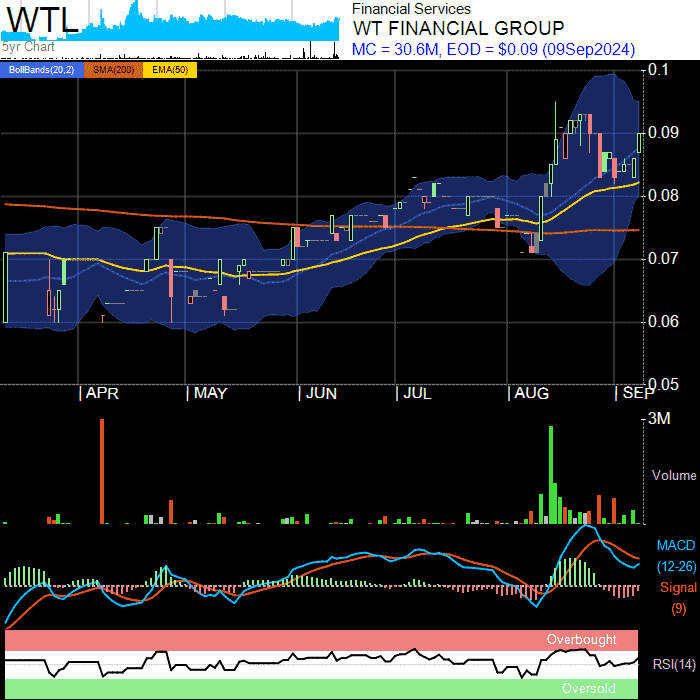 WTL
5yr Chart
Financial Services
WT FINANCIAL GROUP
MC = 30.6M, EOD = $0.09 (09Sep2024)
BollBands(20,2) SMA(200) EMA(50)
0.1
0.09
0.08
0.07
0.06
0.05
| APR | MAY | JUN | JUL | AUG | SEP
3M
Volume
MACD
(12-26)
Signal
(9)
Overbought
RSI(14)
Oversold